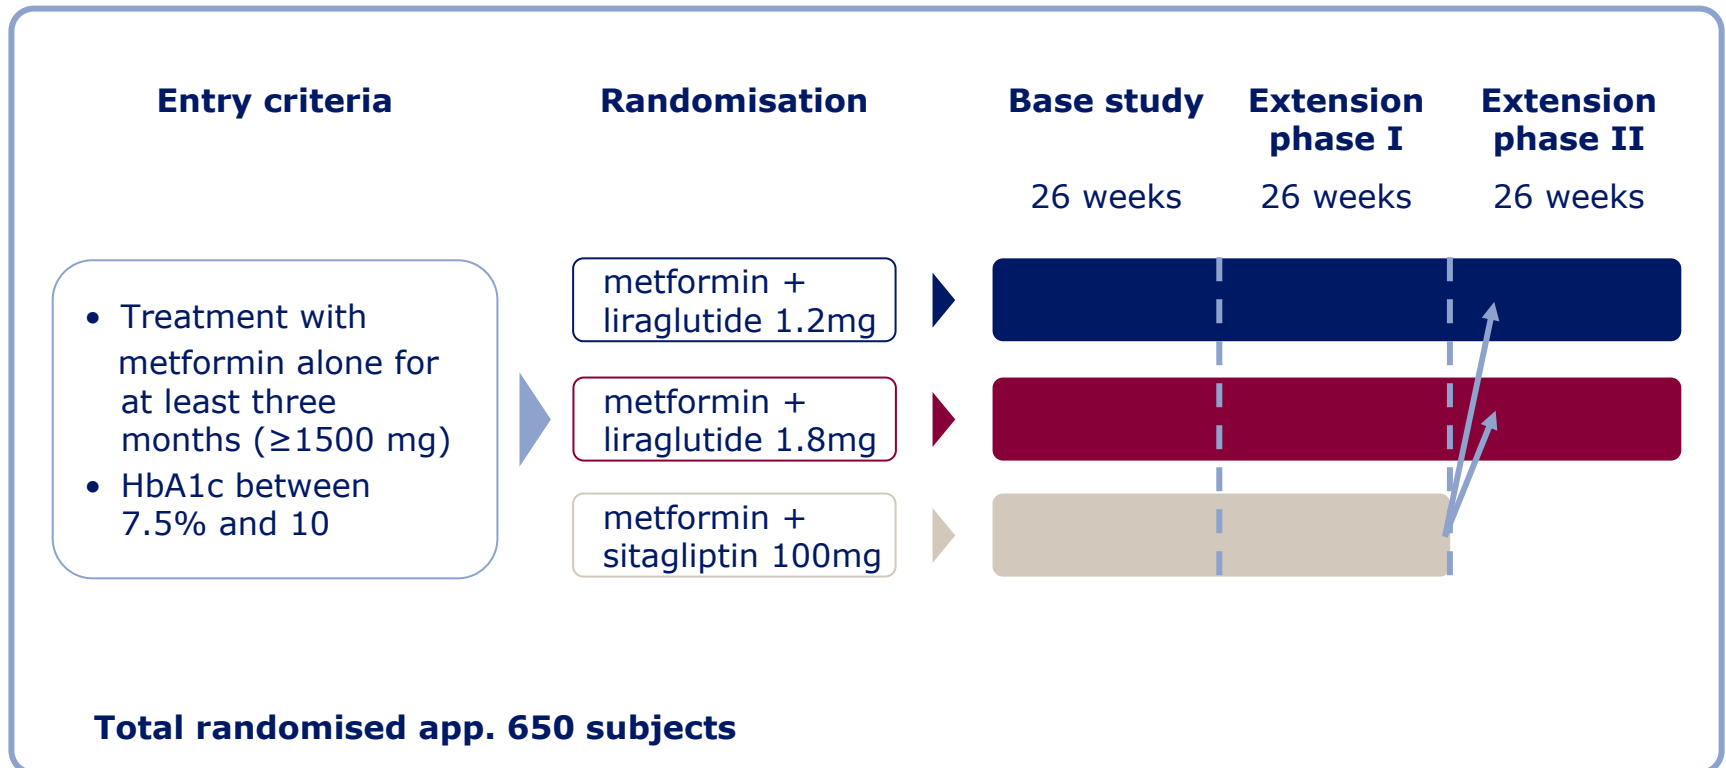 Entry criteria
Randomisation
Base study
Extension
phase I
Extension
phase II
26 weeks
26 weeks
26 weeks
• Treatment with
metformin alone for
at least three
months (≥1500 mg)
• HbA1c between
7.5% and 10
metformin +
liraglutide 1.2mg
metformin +
liraglutide 1.8mg
metformin +
sitagliptin 100mg
Total randomised app. 650 subjects